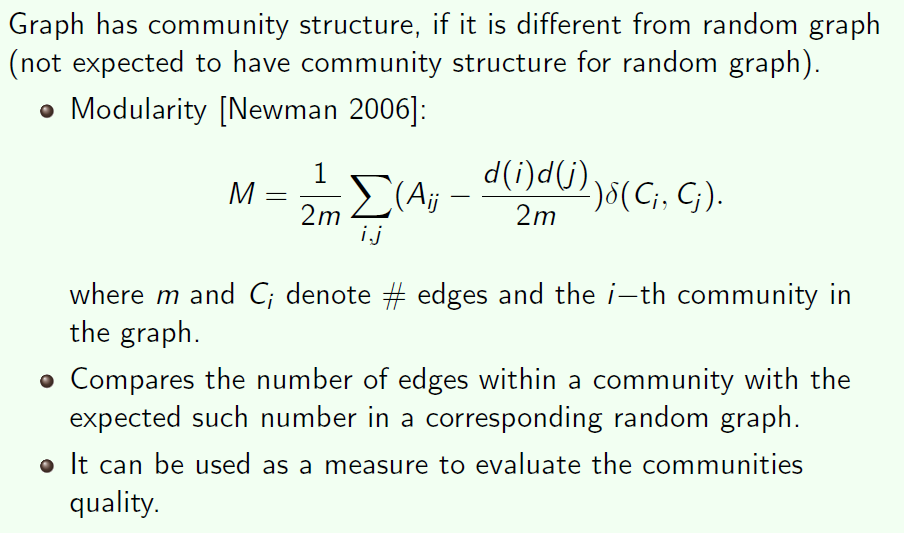 Graph has community structure, if it is different from random graph
(not expected to have community structure for random graph).
• Modularity [Newman 2006]:
M = \frac{1}{2m} \sum_{i,j} (A_{ij} − \frac{d(i)d(j)}{2m})δ(C_i, C_j).
where m and C_i denote # edges and the i−th community in
the graph.
• Compares the number of edges within a community with the
expected such number in a corresponding random graph.
• It can be used as a measure to evaluate the communities
quality.